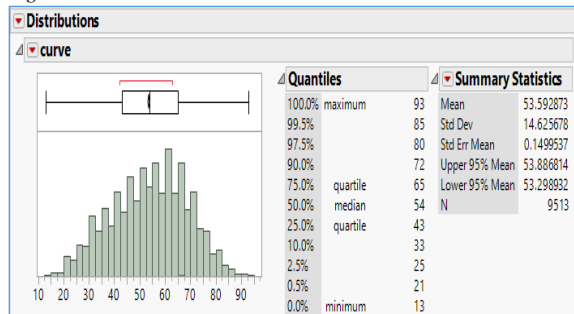 Distributions
curve
10 20 30 40 50 60 70 80 90
Quantiles
100.0% maximum 93
99.5% 85
97.5% 80
90.0% 72
75.0% quartile 65
50.0% median 54
25.0% quartile 43
10.0% 33
2.5% 25
0.5% 21
0.0% minimum 13
Summary Statistics
Mean 53.592873
Std Dev 14.625678
Std Err Mean 0.1499537
Upper 95% Mean 53.886814
Lower 95% Mean 53.298932
N 9513